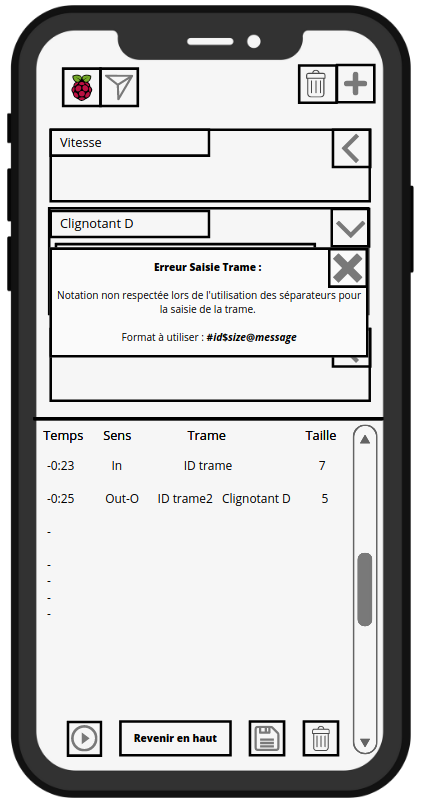 Vitesse
Clignotant D
Erreur Saisie Trame :
Notation non respectée lors de l'utilisation des séparateurs pour
la saisie de la trame.
Format à utiliser : #id$size@message
Temps Sens Trame Taille
-0:23 In ID trame 7
-0:25 Out-O ID trame2 Clignotant D 5
-
-
-
-
-
Revenir en haut